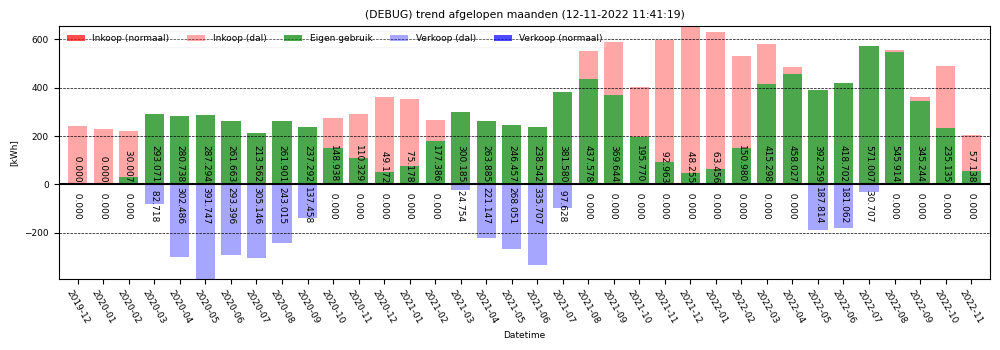 (DEBUG) trend afgelopen maanden (12-11-2022 11:41:19)
Inkoop (normaal) Inkoop (dal) Eigen gebruik Verkoop (dal) Verkoop (normaal)
[kWh]
600
400
200
0
−200
0.000 0.000 30.007 293.071 280.738 287.294 261.663 213.562 261.901 237.292 148.938 110.329 49.172 75.178 177.386 300.185 263.885 246.457 238.542 381.580 437.578 369.644 195.770 92.963 48.255 63.456 150.980 415.298 458.027 392.259 418.702 571.007 545.914 345.244 235.135 57.138
0.000 0.000 0.000 82.718 302.486 391.747 293.396 305.146 243.015 137.458 0.000 0.000 0.000 0.000 0.000 24.754 221.147 268.051 335.707 97.628 0.000 0.000 0.000 0.000 0.000 0.000 0.000 0.000 0.000 187.814 181.062 30.707 0.000 0.000 0.000 0.000
2019-12 2020-01 2020-02 2020-03 2020-04 2020-05 2020-06 2020-07 2020-08 2020-09 2020-10 2020-11 2020-12 2021-01 2021-02 2021-03 2021-04 2021-05 2021-06 2021-07 2021-08 2021-09 2021-10 2021-11 2021-12 2022-01 2022-02 2022-03 2022-04 2022-05 2022-06 2022-07 2022-08 2022-09 2022-10 2022-11
Datetime